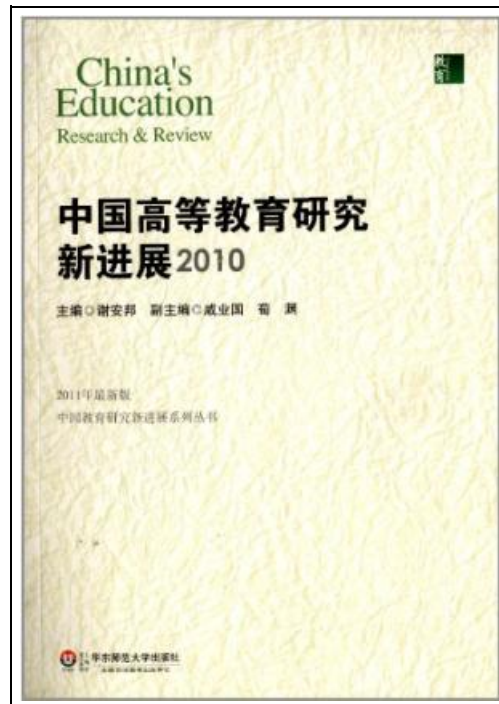 China's
Education
Research & Review
教育
中国高等教育研究
新进展2010
主编◎谢安邦 副主编◎戚业国 荀渊
2011年最新版
中国教育研究新进展系列丛书
华东师范大学出版社